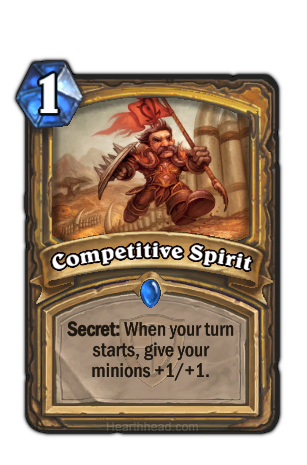 1
Competitive Spirit
Secret: When your turn
starts, give your
minions +1/+1.
Hearthhead.com